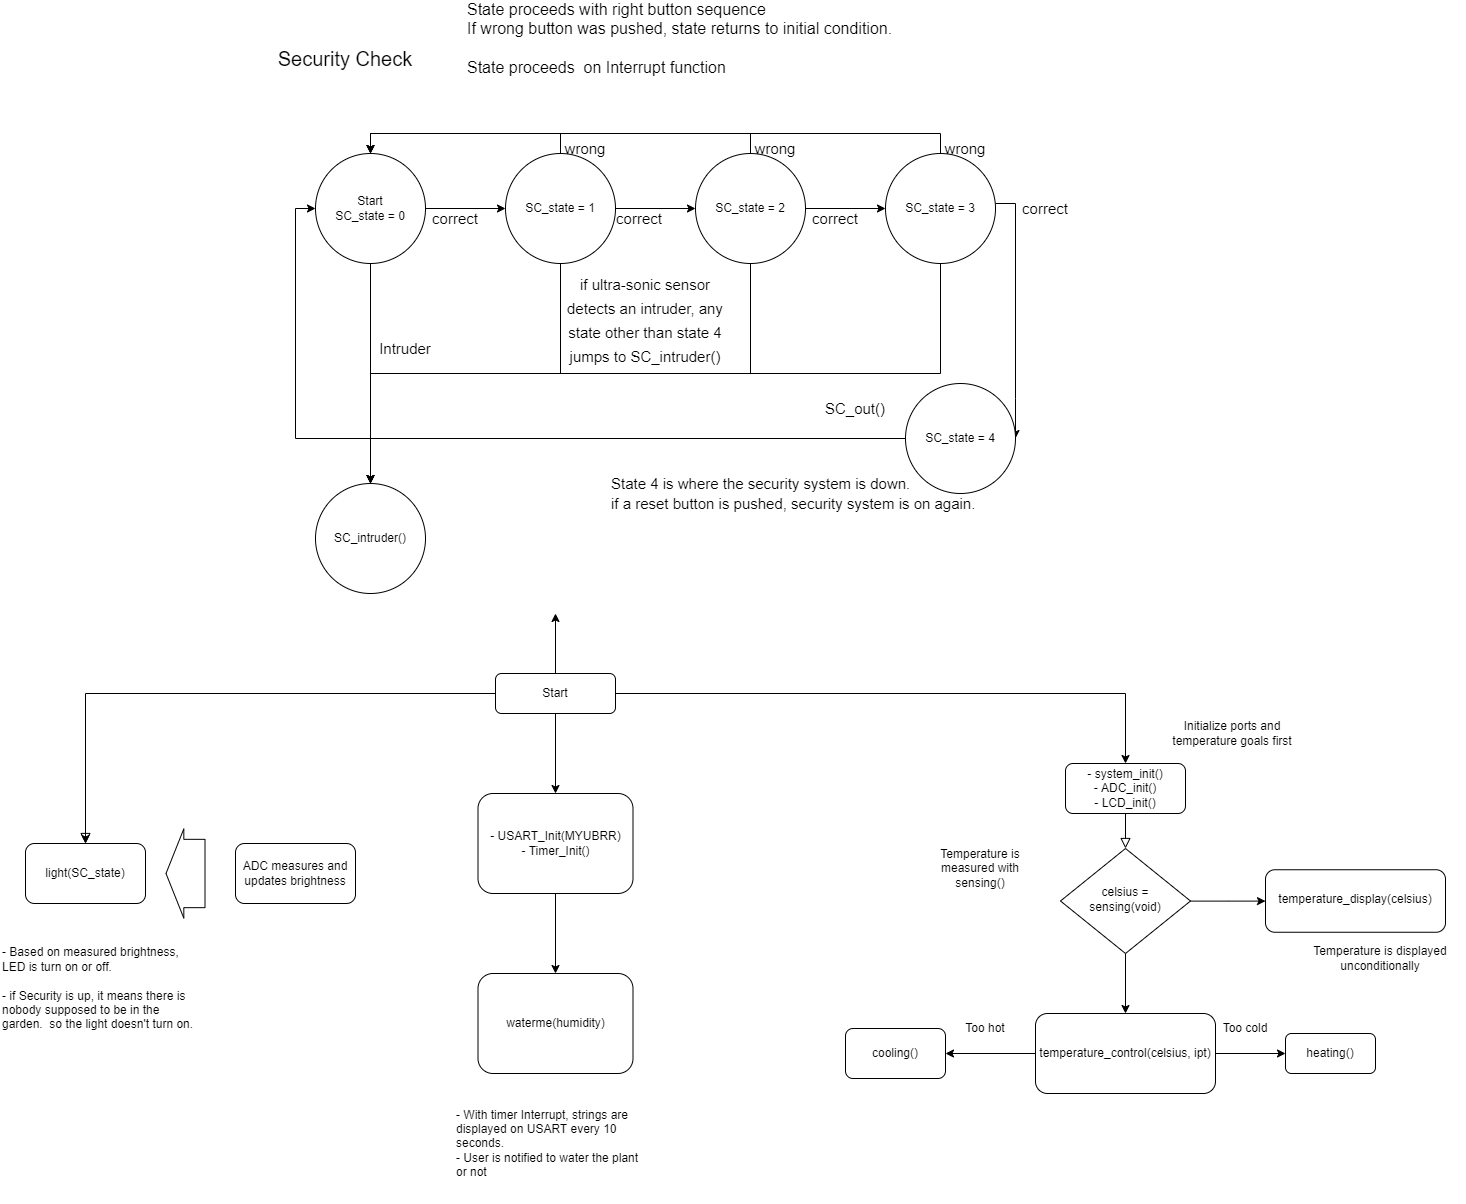 State proceeds with right button sequence
If wrong button was pushed, state returns to initial condition.
Security Check
State proceeds  on Interrupt function
wrong
wrong
wrong
Start
SC_state = 0
correct
SC_state = 1
correct
SC_state = 2
correct
SC_state = 3
correct
if ultra-sonic sensor
detects an intruder, any
state other than state 4
jumps to SC_intruder()
Intruder
SC_out()
SC_state = 4
State 4 is where the security system is down.
if a reset button is pushed, security system is on again.
SC_intruder()
Start
Initialize ports and
temperature goals first
- system_init()
- ADC_init()
- LCD_init()
- USART_Init(MYUBRR)
- Timer_Init()
light(SC_state)
ADC measures and
updates brightness
Temperature is
measured with
sensing()
celsius =
sensing(void)
temperature_display(celsius)
Temperature is displayed
unconditionally
- Based on measured brightness,
LED is turn on or off.
- if Security is up, it means there is
nobody supposed to be in the
garden.  so the light doesn't turn on.
waterme(humidity)
Too hot
Too cold
cooling()
temperature_control(celsius, ipt)
heating()
- With timer Interrupt, strings are
displayed on USART every 10
seconds.
- User is notified to water the plant
or not